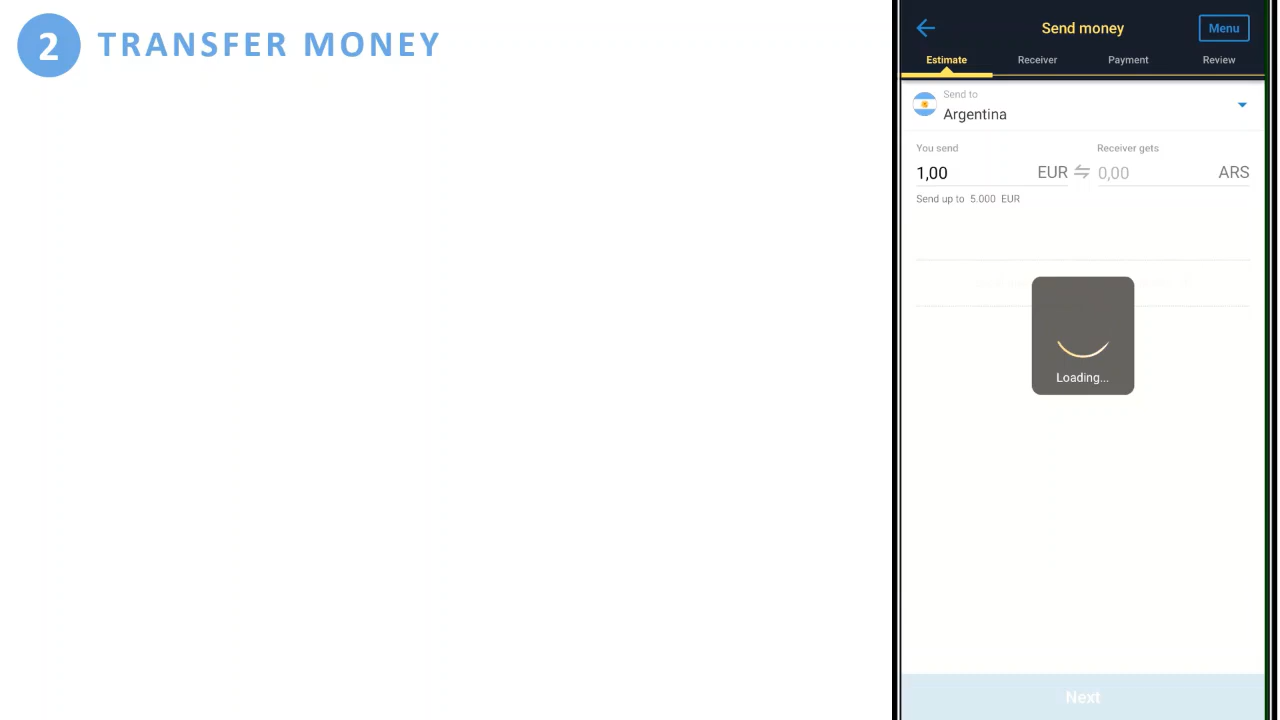 2 TRANSFER MONEY
Send money
Menu
Estimate Receiver Payment Review
Send to
Argentina
You send Receiver gets
1,00 EUR 0,00 ARS
Send up to 5.000 EUR
Loading...
Next